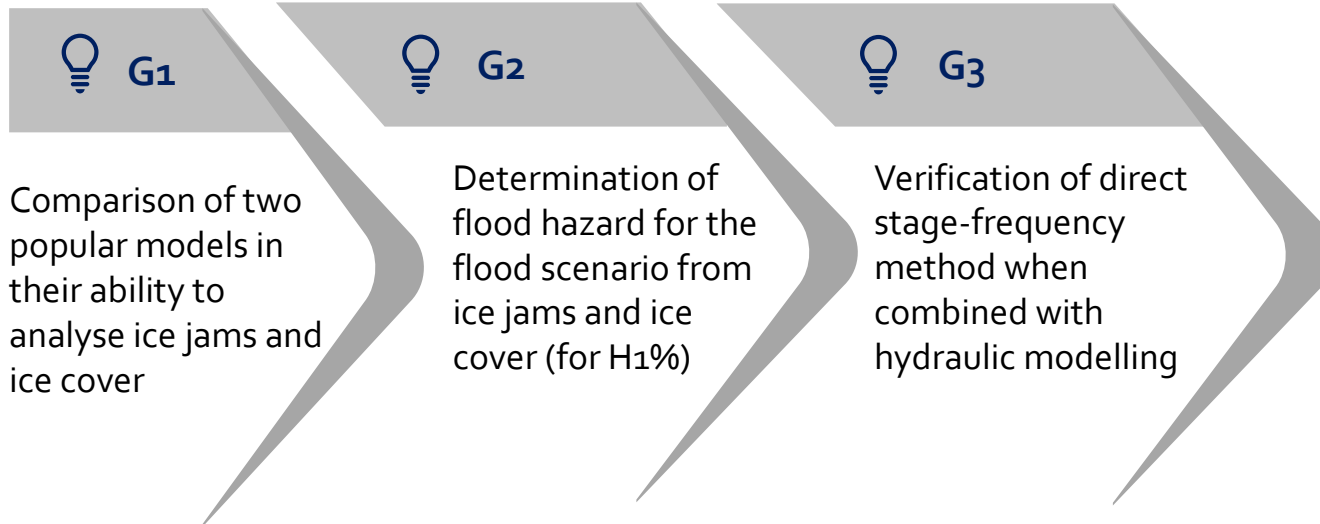 G1
Comparison of two
popular models in
their ability to
analyse ice jams and
ice cover
G2
Determination of
flood hazard for the
flood scenario from
ice jams and ice
cover (for H1%)
G3
Verification of direct
stage-frequency
method when
combined with
hydraulic modelling